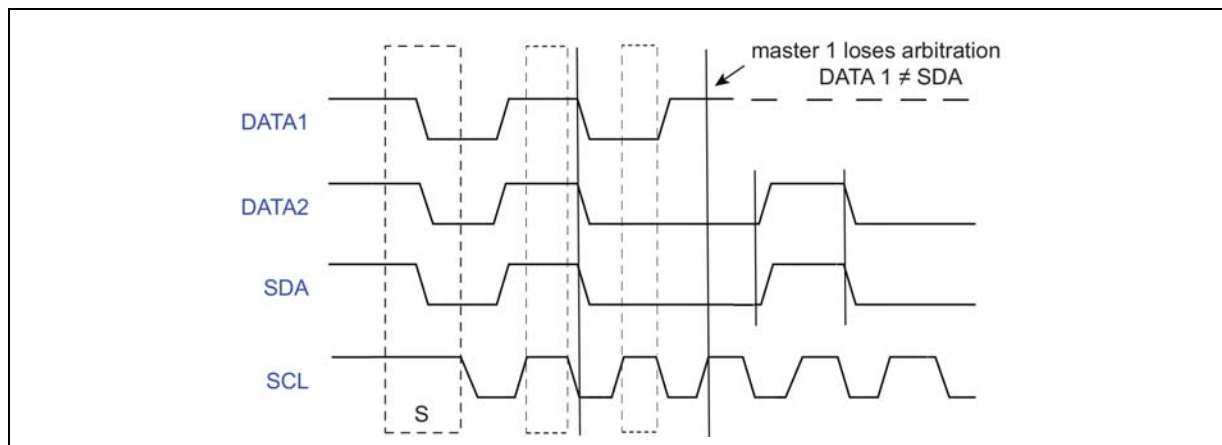 master 1 loses arbitration
DATA 1 ≠ SDA
DATA1
DATA2
SDA
SCL
S